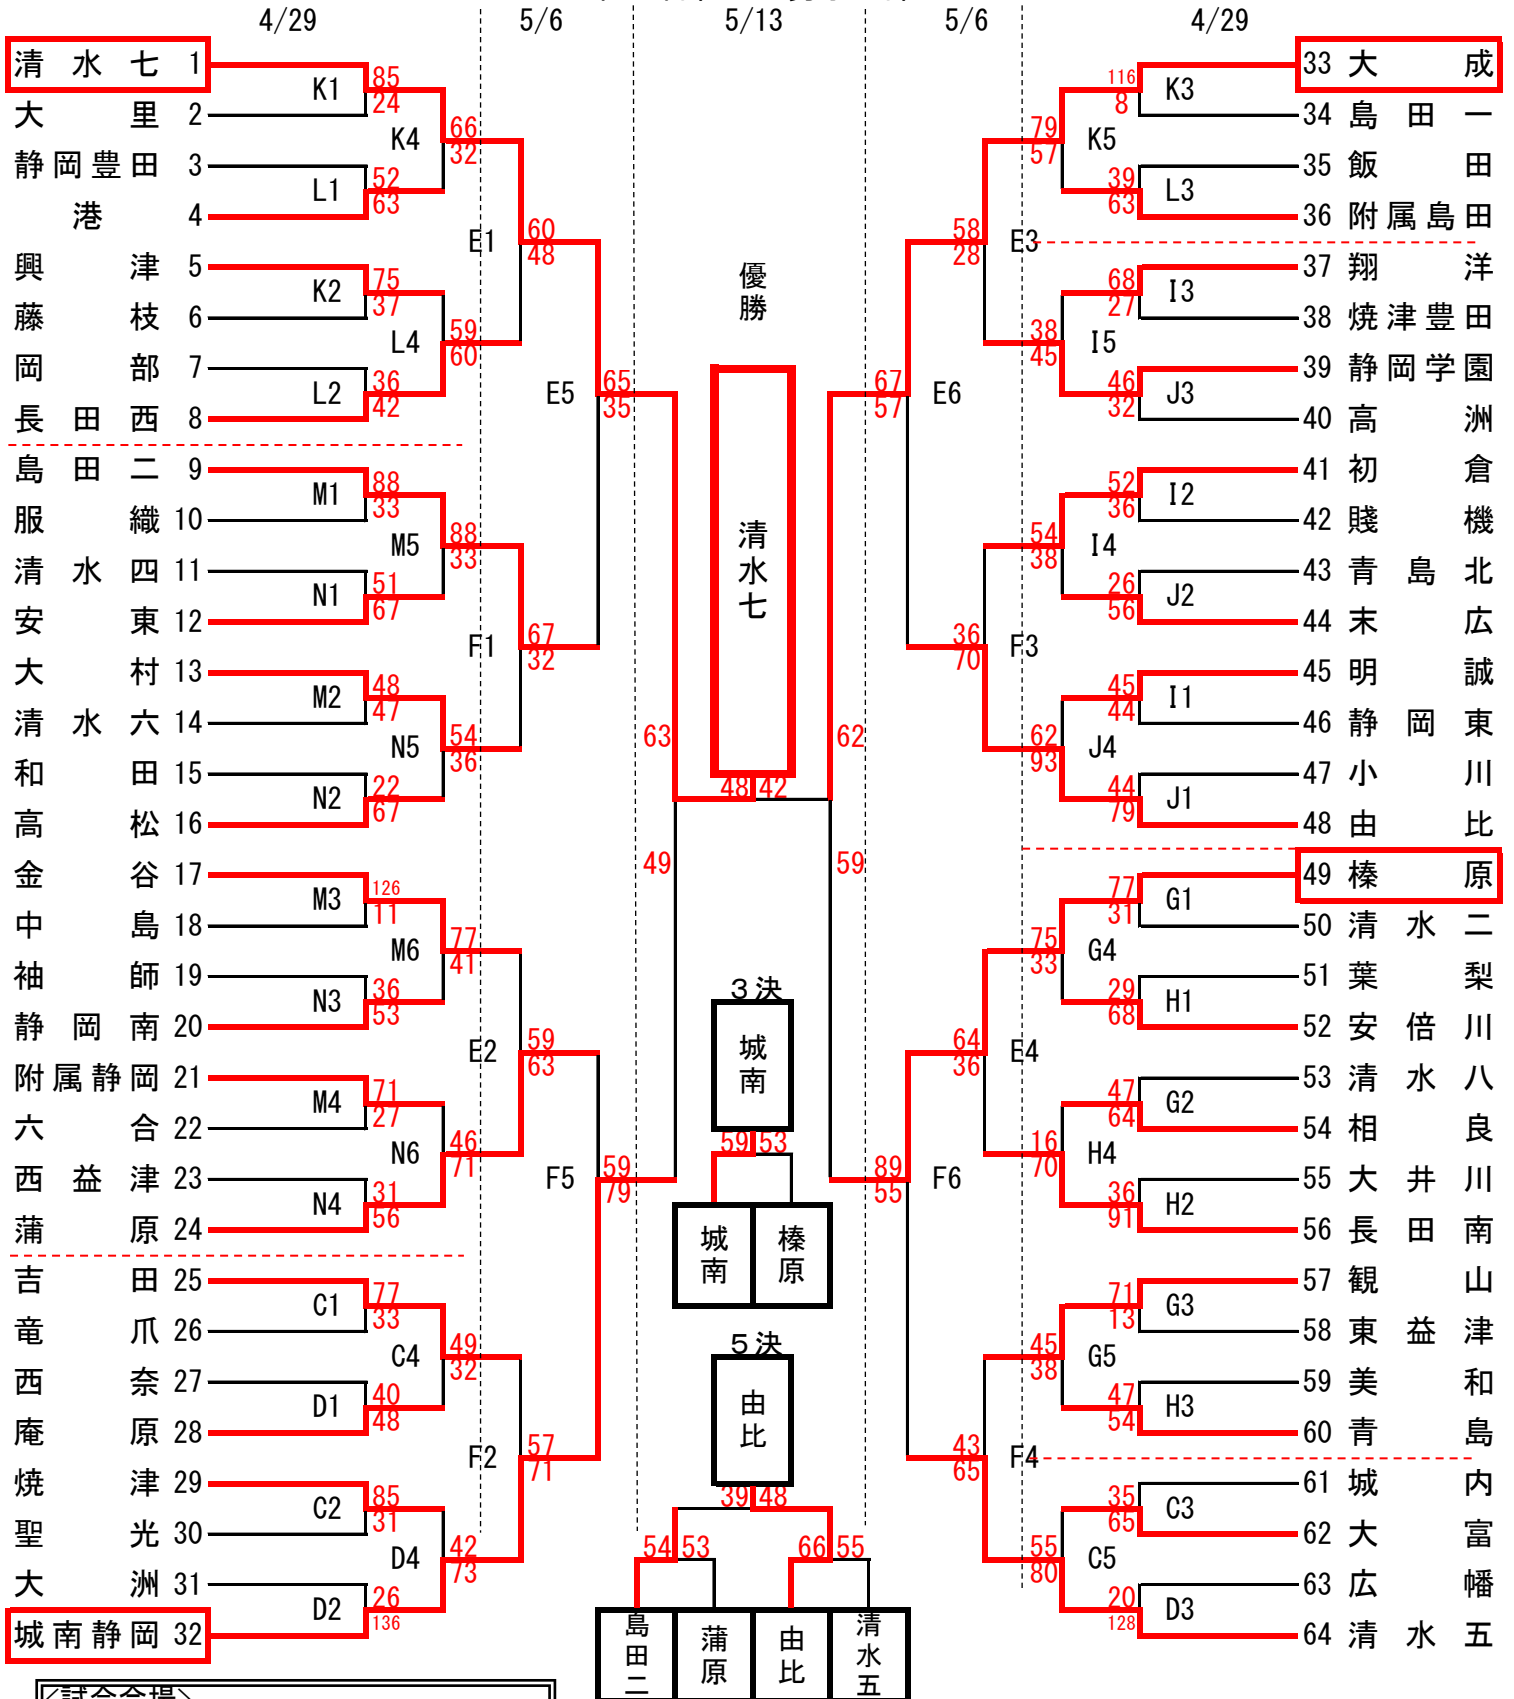 4/29 5/6 5/13 5/6 4/29
清水七 1
大里 2
静岡豊田 3
港 4
興津 5
藤枝 6
岡部 7
長田西 8
島田二 9
服織 10
清水四 11
安東 12
大村 13
清水六 14
和田 15
高松 16
金谷 17
中島 18
袖師 19
静岡南 20
附属静岡 21
六合 22
西益津 23
蒲原 24
吉田 25
竜爪 26
西奈 27
庵原 28
焼津 29
聖光 30
大洲 31
城南静岡 32
K1 85 24
L1 52 63
K2 75 37
L2 36 42
M1 88 33
N1 51 67
M2 48 47
N2 22 67
M3 126 11
N3 36 53
M4 71 27
N4 31 56
C1 77 33
D1 40 48
C2 85 31
D2 26 136
K4 66 32
L4 59 60
M5 88 33
N5 54 36
M6 77 41
N6 46 71
C4 49 32
D4 42 73
E1 60 48
F1 67 32
E2 59 63
F2 57 71
E5 65 35
F5 59 79
63
49
優勝
清水七
48 42
62
59
3決
城南
59 53
城南 榛原
5決
由比
39 48
54 53 66 55
島田二 蒲原 由比 清水五
E6 67 57
F6 89 55
E3 58 28
F3 36 70
E4 64 36
F4 43 65
K5 79 57
I5 38 45
I4 54 38
J4 62 93
G4 75 33
H4 16 70
G5 45 38
C5 55 80
K3 116 8
L3 39 63
I3 68 27
J3 46 32
I2 52 36
J2 26 56
I1 45 44
J1 44 79
G1 77 31
H1 29 68
G2 47 64
H2 36 91
G3 71 13
H3 47 54
C3 35 65
D3 20 128
33 大成
34 島田一
35 飯田
36 附属島田
37 翔洋
38 焼津豊田
39 静岡学園
40 高洲
41 初倉
42 賤機
43 青島北
44 末広
45 明誠
46 静岡東
47 小川
48 由比
49 榛原
50 清水二
51 葉梨
52 安倍川
53 清水八
54 相良
55 大井川
56 長田南
57 観山
58 東益津
59 美和
60 青島
61 城内
62 大富
63 広幡
64 清水五